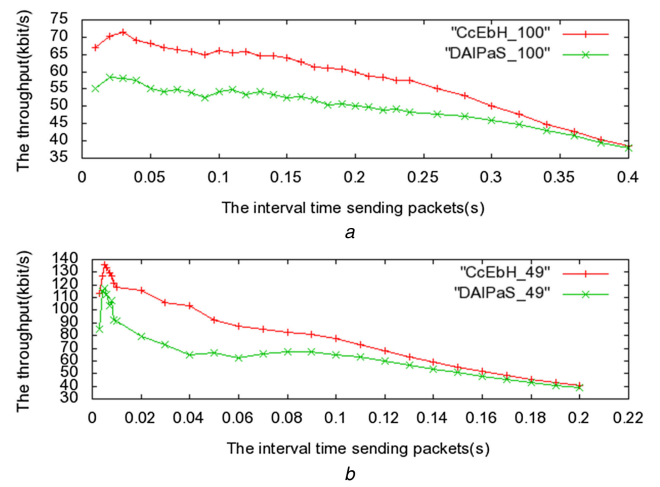 75
70
65
60
55
50
45
40
35
The throughput(kbit/s)
"CcEbH_100"
"DAIPaS_100"
0 0.05 0.1 0.15 0.2 0.25 0.3 0.35 0.4
The interval time sending packets(s)
a
140
130
120
110
100
90
80
70
60
50
40
30
The throughput(kbit/s)
"CcEbH_49"
"DAIPaS_49"
0 0.02 0.04 0.06 0.08 0.1 0.12 0.14 0.16 0.18 0.2 0.22
The interval time sending packets(s)
b